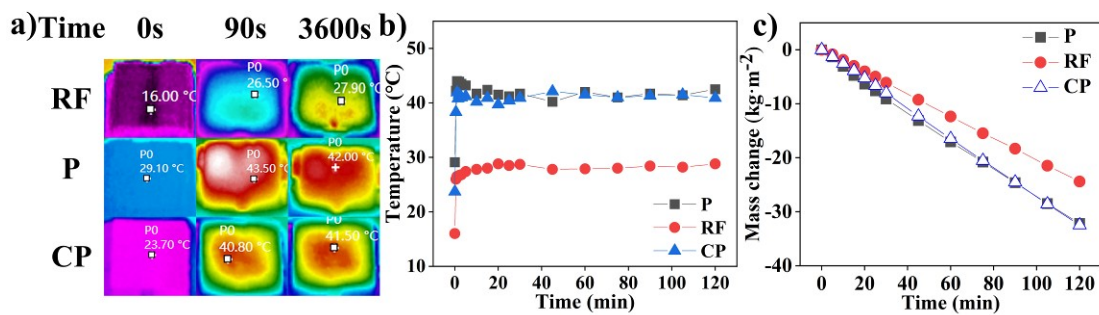 a) Time 0s 90s 3600s
RF
P
CP
16.00 °C
P0
26.50 °
P0
27.90 °C
P0
29.10 °C
P0
43.50 °C
P0
42.00 °C
P0
23.70 °C
P0
40.80 °C
P0
41.50 °C
b)
Temperature (°C)
50
40
30
20
10
P
RF
CP
0 20 40 60 80 100 120
Time (min)
c)
Mass change (kg·m⁻²)
0
-10
-20
-30
-40
P
RF
CP
0 20 40 60 80 100 120
Time (min)